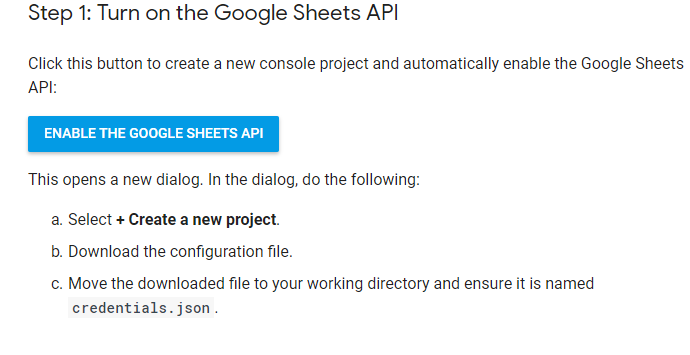 Step 1: Turn on the Google Sheets API
Click this button to create a new console project and automatically enable the Google Sheets
API:
ENABLE THE GOOGLE SHEETS API
This opens a new dialog. In the dialog, do the following:
a. Select + Create a new project.
b. Download the configuration file.
c. Move the downloaded file to your working directory and ensure it is named
credentials.json.